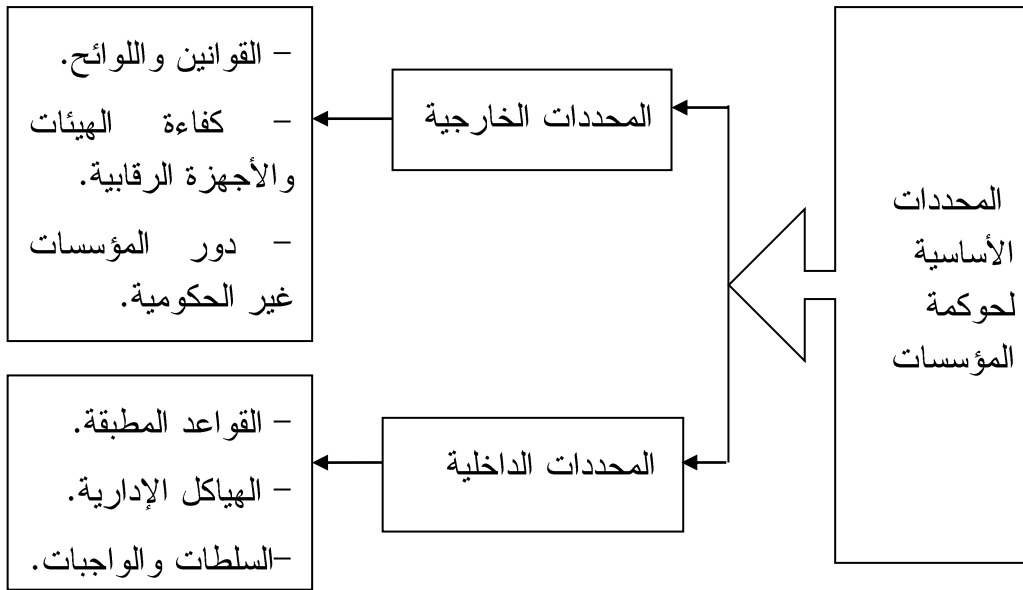 المحددات
الأساسية
لحوكمة
المؤسسات
المحددات الخارجية
– القوانين واللوائح.
– كفاءة الهيئات
والأجهزة الرقابية.
– دور المؤسسات
غير الحكومية.
المحددات الداخلية
– القواعد المطبقة.
– الهياكل الإدارية.
–السلطات والواجبات.